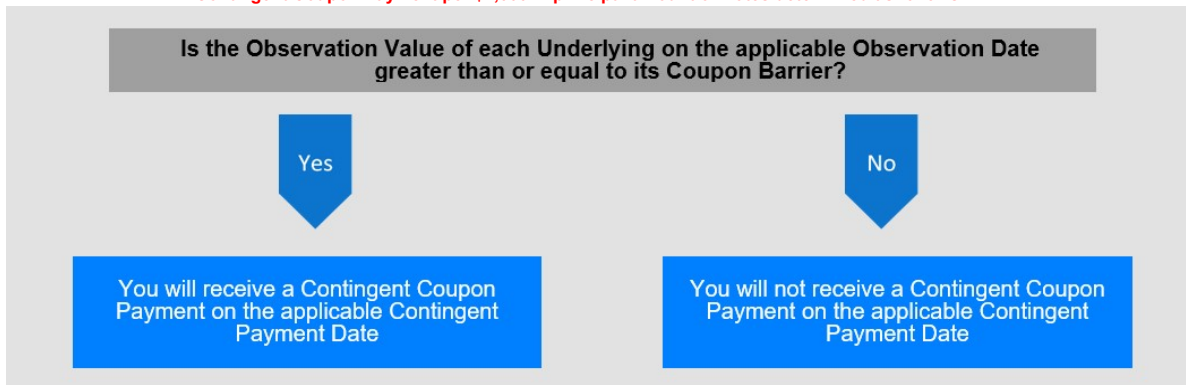 Is the Observation Value of each Underlying on the applicable Observation Date
greater than or equal to its Coupon Barrier?
Yes
No
You will receive a Contingent Coupon
Payment on the applicable Contingent
Payment Date
You will not receive a Contingent Coupon
Payment on the applicable Contingent
Payment Date